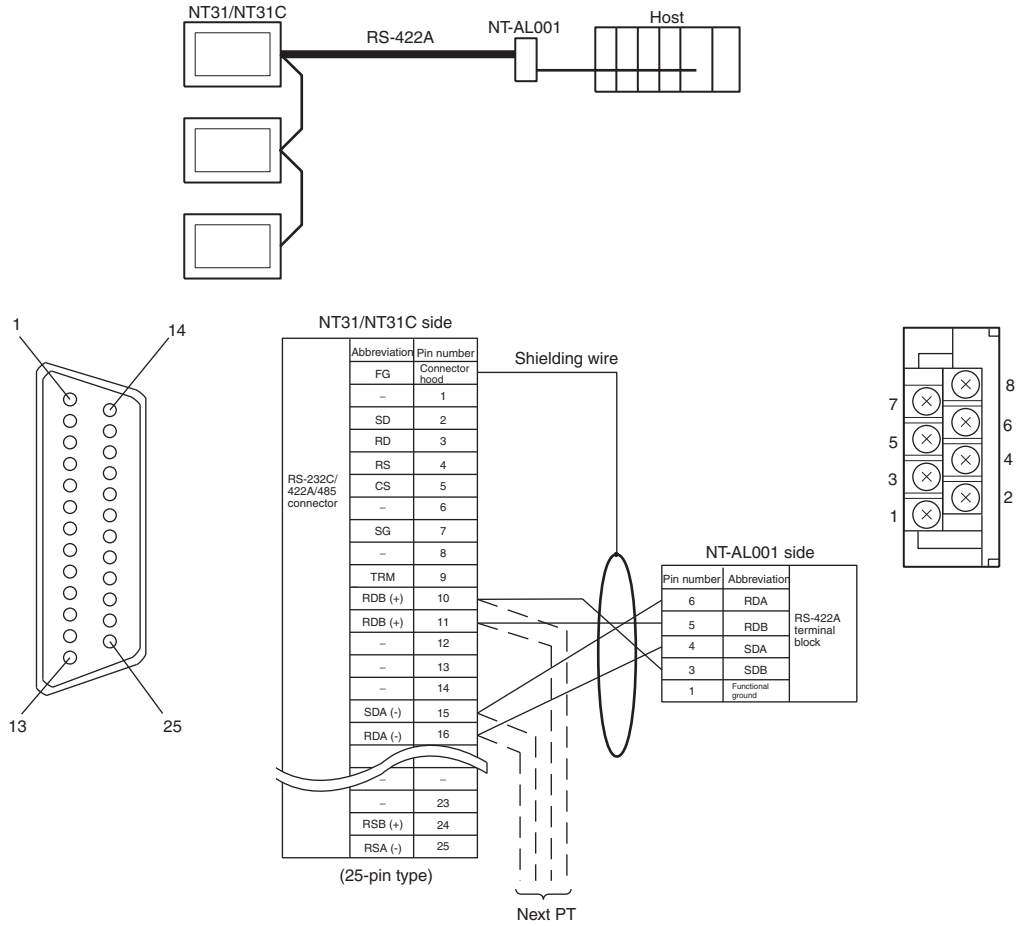 NT31/NT31C
RS-422A
NT-AL001
Host
1
14
13
25
NT31/NT31C side
RS-232C/
422A/485
connector
Abbreviation Pin number
FG Connector
hood
– 1
SD 2
RD 3
RS 4
CS 5
– 6
SG 7
– 8
TRM 9
RDB (+) 10
RDB (+) 11
– 12
– 13
– 14
SDA (-) 15
RDA (-) 16
– –
– 23
RSB (+) 24
RSA (-) 25
(25-pin type)
Shielding wire
Next PT
NT-AL001 side
Pin number Abbreviation
6 RDA
5 RDB
4 SDA
3 SDB
1 Functional
ground
RS-422A
terminal
block
8
7
6
5
4
3
2
1